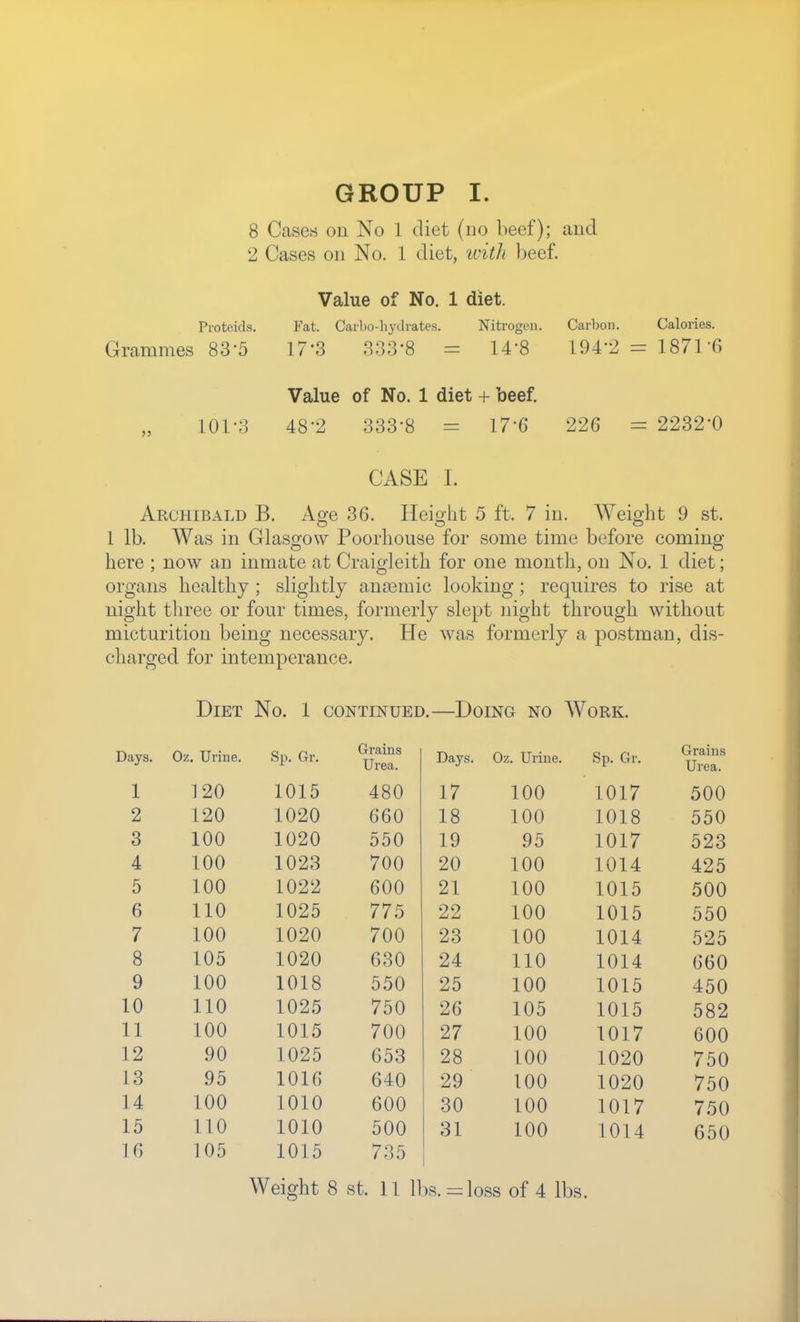 GROUP I.
8 Cases on No 1 diet (no beef); and
2 Cases on No. 1 diet, with beef.
Value of No. 1 diet.
Proteids. Fat. Carbo-hydrates. Nitrogen. Carbon. Calories.
Grammes 83·5 17·3 333·8 = 14·8 194·2 = 1871·6
Value of No. 1 diet + beef.
„ 101·3 48·2 333·8 = 17·6 226 = 2232·0
CASE I.
Archibald B. Age 36. Height 5 ft. 7 in. Weight 9 st.
1 lb. Was in Glasgow Poorhouse for some time before coming
here ; now an inmate at Craigleith for one month, on No. 1 diet;
organs healthy ; slightly anæmic looking ; requires to rise at
night three or four times, formerly slept night through without
micturition being necessary. He was formerly a postman, dis-
charged for intemperance.
Diet No. 1 continued.—Doing no Work.
Days. Oz. Urine. Sp. Gr. Grains Urea. Days. Oz. Urine. Sp. Gr. Grains Urea.
1 120 1015 480 17 100 1017 500
2 120 1020 660 18 100 1018 550
3 100 1020 550 19 95 1017 523
4 100 1023 700 20 100 1014 425
5 100 1022 600 21 100 1015 500
6 110 1025 775 22 100 1015 550
7 100 1020 700 23 100 1014 525
8 105 1020 630 24 110 1014 660
9 100 1018 550 25 100 1015 450
10 110 1025 750 26 105 1015 582
11 100 1015 700 27 100 1017 600
12 90 1025 653 28 100 1020 750
13 95 1016 640 29 100 1020 750
14 100 1010 600 30 100 1017 750
15 110 1010 500 31 100 1014 650
16 105 1015 735
Weight 8 st. 11 lbs. = loss of 4 lbs.